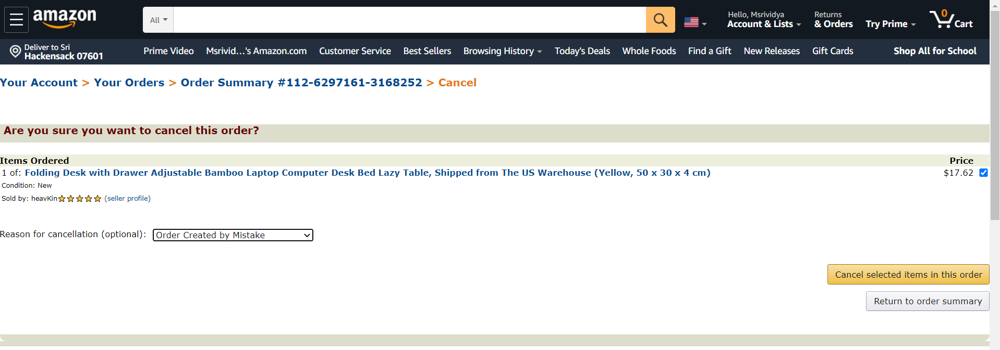 amazon
All
Hello, Msrividya
Account & Lists
Returns
& Orders
Try Prime
0
Cart
Deliver to Sri
Hackensack 07601
Prime Video
Msrivid...'s Amazon.com
Customer Service
Best Sellers
Browsing History
Today's Deals
Whole Foods
Find a Gift
New Releases
Gift Cards
Shop All for School
Your Account > Your Orders > Order Summary #112-6297161-3168252 > Cancel
Are you sure you want to cancel this order?
Items Ordered Price
1 of: Folding Desk with Drawer Adjustable Bamboo Laptop Computer Desk Bed Lazy Table, Shipped from The US Warehouse (Yellow, 50 x 30 x 4 cm) $17.62
Condition: New
Sold by: heavKin (seller profile)
Reason for cancellation (optional): Order Created by Mistake
Cancel selected items in this order
Return to order summary